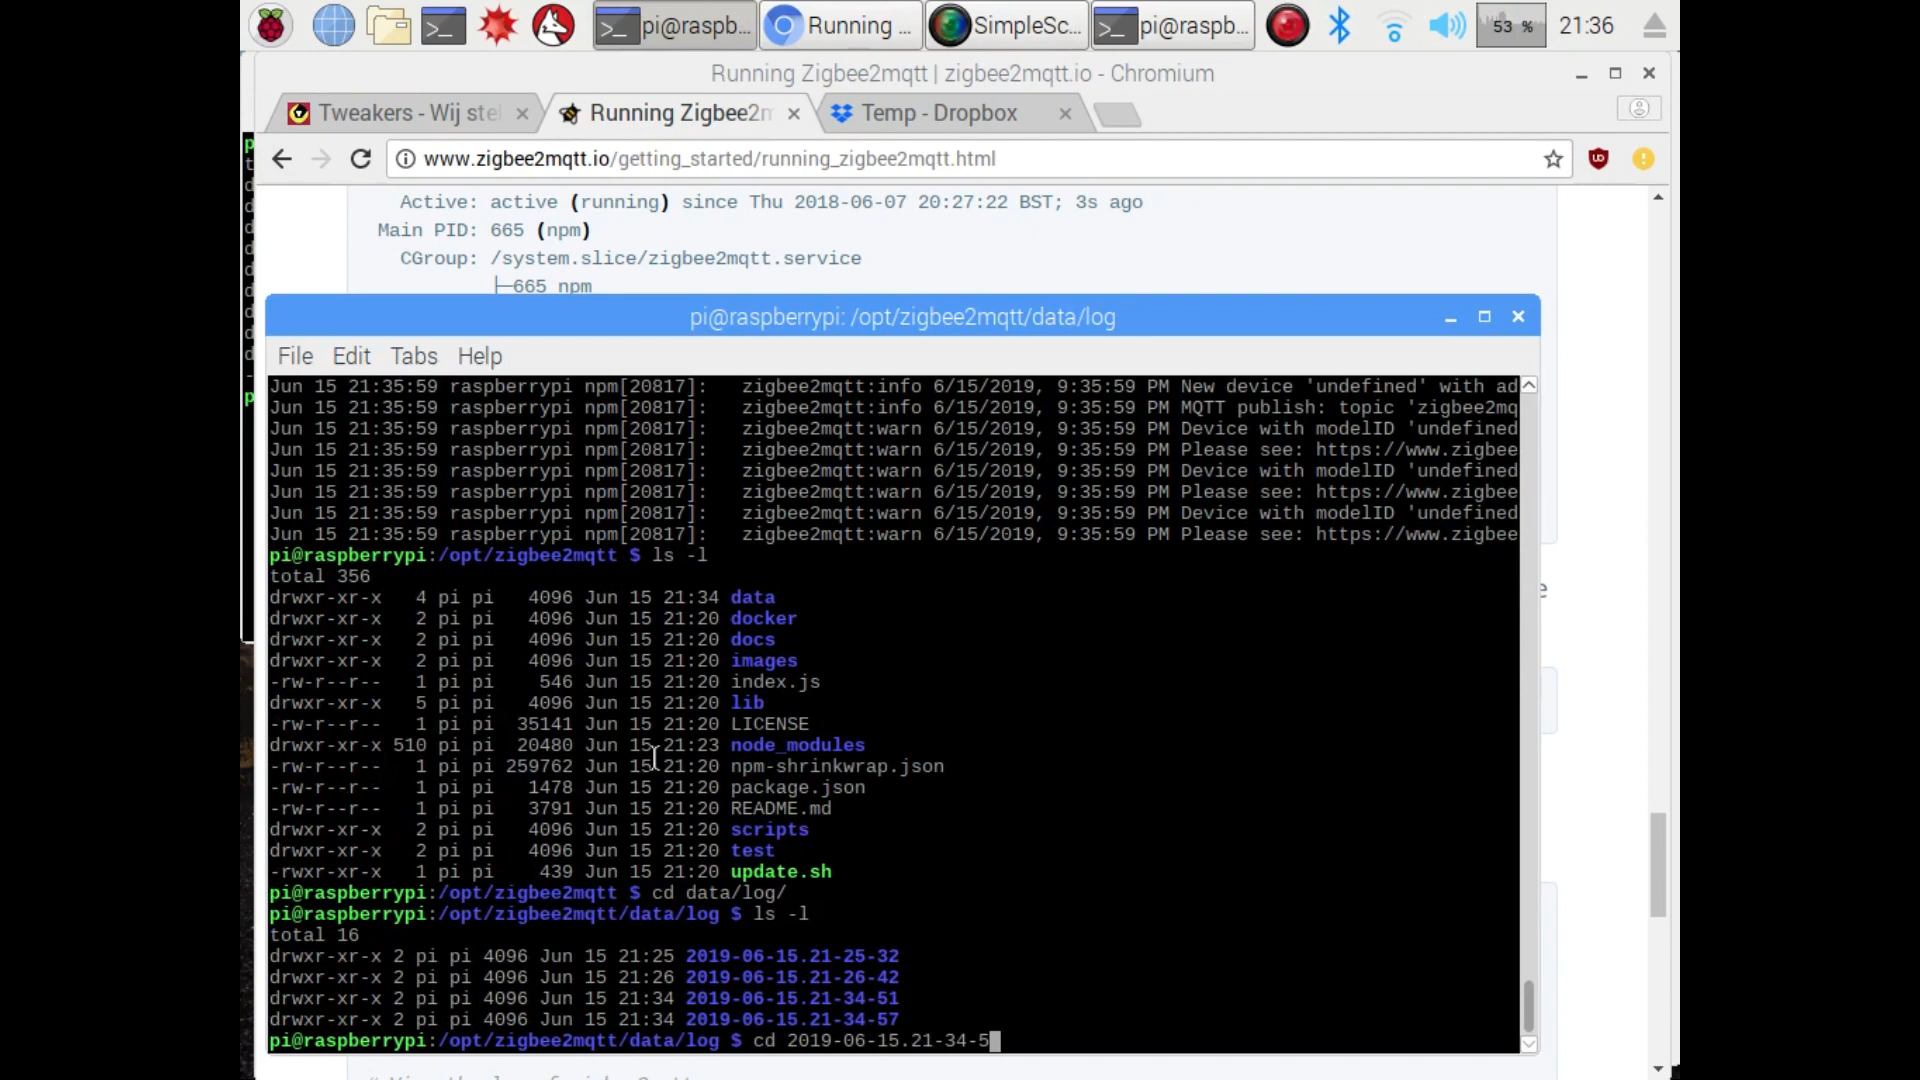 pi@raspb...
Running ...
SimpleSc...
pi@raspb...
53 %
21:36
Running Zigbee2mqtt | zigbee2mqtt.io - Chromium
Tweakers - Wij stel
Running Zigbee2m
Temp - Dropbox
www.zigbee2mqtt.io/getting_started/running_zigbee2mqtt.html
Active: active (running) since Thu 2018-06-07 20:27:22 BST; 3s ago
Main PID: 665 (npm)
CGroup: /system.slice/zigbee2mqtt.service
├─665 npm
pi@raspberrypi: /opt/zigbee2mqtt/data/log
File Edit Tabs Help
Jun 15 21:35:59 raspberrypi npm[20817]:   zigbee2mqtt:info 6/15/2019, 9:35:59 PM New device 'undefined' with ad
Jun 15 21:35:59 raspberrypi npm[20817]:   zigbee2mqtt:info 6/15/2019, 9:35:59 PM MQTT publish: topic 'zigbee2mq
Jun 15 21:35:59 raspberrypi npm[20817]:   zigbee2mqtt:warn 6/15/2019, 9:35:59 PM Device with modelID 'undefined
Jun 15 21:35:59 raspberrypi npm[20817]:   zigbee2mqtt:warn 6/15/2019, 9:35:59 PM Please see: https://www.zigbee
Jun 15 21:35:59 raspberrypi npm[20817]:   zigbee2mqtt:warn 6/15/2019, 9:35:59 PM Device with modelID 'undefined
Jun 15 21:35:59 raspberrypi npm[20817]:   zigbee2mqtt:warn 6/15/2019, 9:35:59 PM Please see: https://www.zigbee
Jun 15 21:35:59 raspberrypi npm[20817]:   zigbee2mqtt:warn 6/15/2019, 9:35:59 PM Device with modelID 'undefined
Jun 15 21:35:59 raspberrypi npm[20817]:   zigbee2mqtt:warn 6/15/2019, 9:35:59 PM Please see: https://www.zigbee
pi@raspberrypi:/opt/zigbee2mqtt $ ls -l
total 356
drwxr-xr-x   4 pi pi   4096 Jun 15 21:34 data
drwxr-xr-x   2 pi pi   4096 Jun 15 21:20 docker
drwxr-xr-x   2 pi pi   4096 Jun 15 21:20 docs
drwxr-xr-x   2 pi pi   4096 Jun 15 21:20 images
-rw-r--r--   1 pi pi    546 Jun 15 21:20 index.js
drwxr-xr-x   5 pi pi   4096 Jun 15 21:20 lib
-rw-r--r--   1 pi pi  35141 Jun 15 21:20 LICENSE
drwxr-xr-x 510 pi pi  20480 Jun 15 21:23 node_modules
-rw-r--r--   1 pi pi 259762 Jun 15 21:20 npm-shrinkwrap.json
-rw-r--r--   1 pi pi   1478 Jun 15 21:20 package.json
-rw-r--r--   1 pi pi   3791 Jun 15 21:20 README.md
drwxr-xr-x   2 pi pi   4096 Jun 15 21:20 scripts
drwxr-xr-x   2 pi pi   4096 Jun 15 21:20 test
-rwxr-xr-x   1 pi pi    439 Jun 15 21:20 update.sh
pi@raspberrypi:/opt/zigbee2mqtt $ cd data/log/
pi@raspberrypi:/opt/zigbee2mqtt/data/log $ ls -l
total 16
drwxr-xr-x 2 pi pi 4096 Jun 15 21:25 2019-06-15.21-25-32
drwxr-xr-x 2 pi pi 4096 Jun 15 21:26 2019-06-15.21-26-42
drwxr-xr-x 2 pi pi 4096 Jun 15 21:34 2019-06-15.21-34-51
drwxr-xr-x 2 pi pi 4096 Jun 15 21:34 2019-06-15.21-34-57
pi@raspberrypi:/opt/zigbee2mqtt/data/log $ cd 2019-06-15.21-34-5